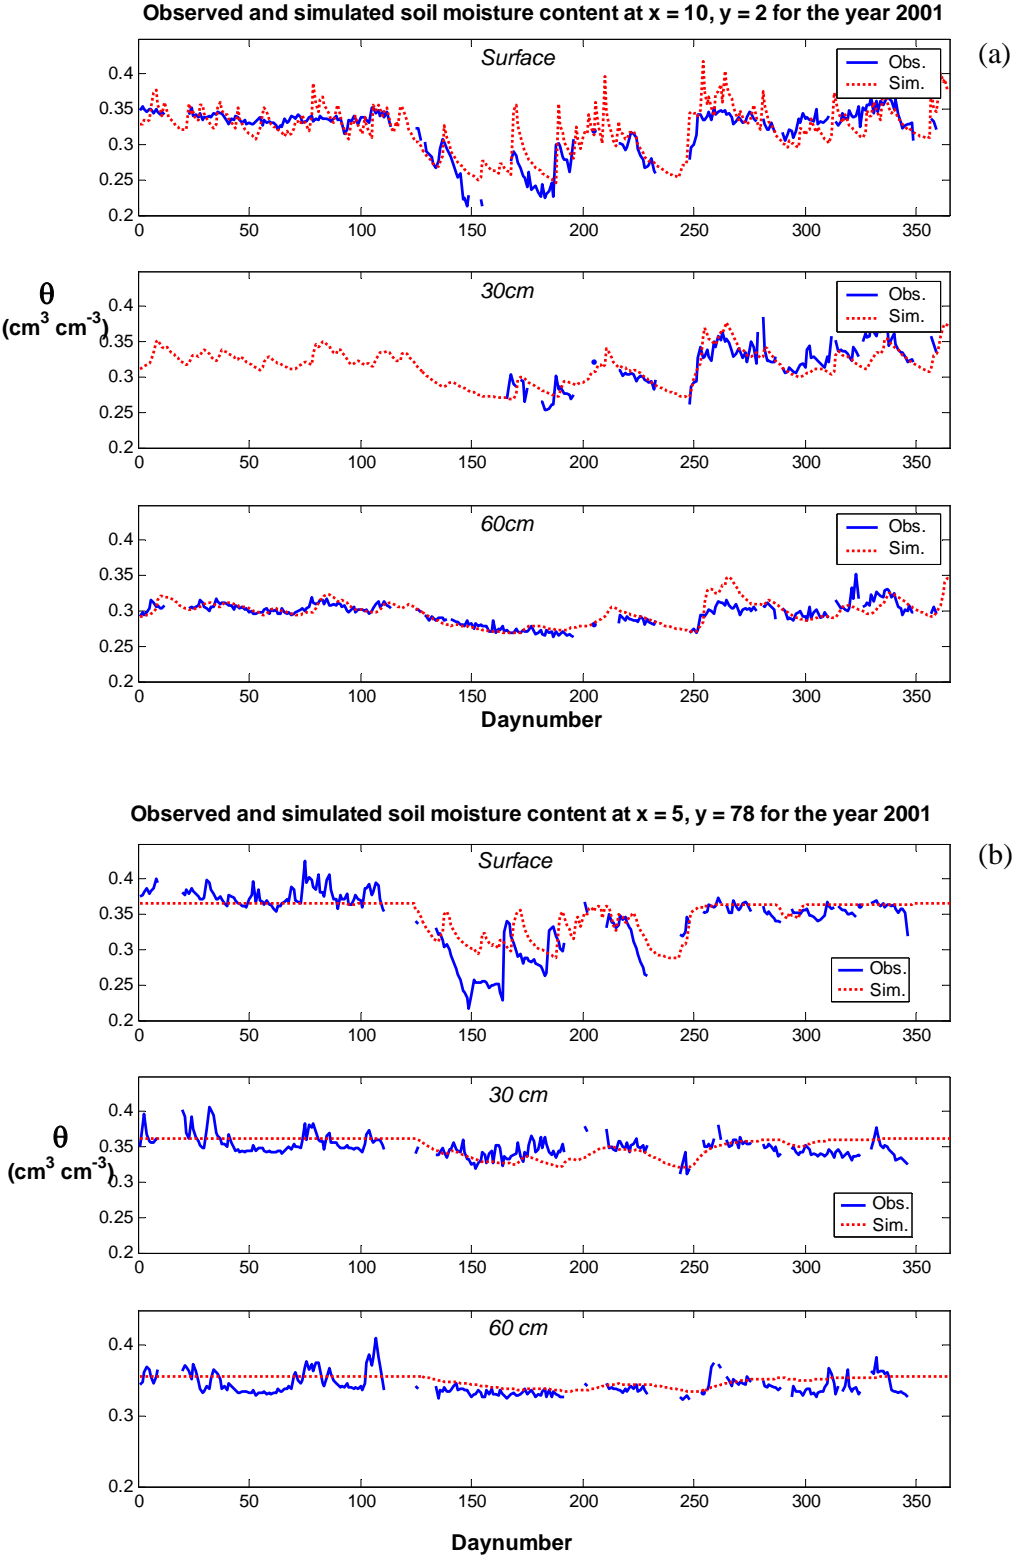 Observed and simulated soil moisture content at x = 10, y = 2 for the year 2001
(a)
Surface
Obs.
Sim.
0.4
0.35
0.3
0.25
0.2
0 50 100 150 200 250 300 350
30cm
Obs.
Sim.
θ
(cm3 cm-3)
0.4
0.35
0.3
0.25
0.2
0 50 100 150 200 250 300 350
60cm
Obs.
Sim.
0.4
0.35
0.3
0.25
0.2
0 50 100 150 200 250 300 350
Daynumber
Observed and simulated soil moisture content at x = 5, y = 78 for the year 2001
(b)
Surface
0.4
0.35
0.3
0.25
0.2
Obs.
Sim.
0 50 100 150 200 250 300 350
30 cm
θ
(cm3 cm-3)
0.4
0.35
0.3
0.25
0.2
Obs.
Sim.
0 50 100 150 200 250 300 350
60 cm
0.4
0.3
0.2
0 50 100 150 200 250 300 350
Daynumber